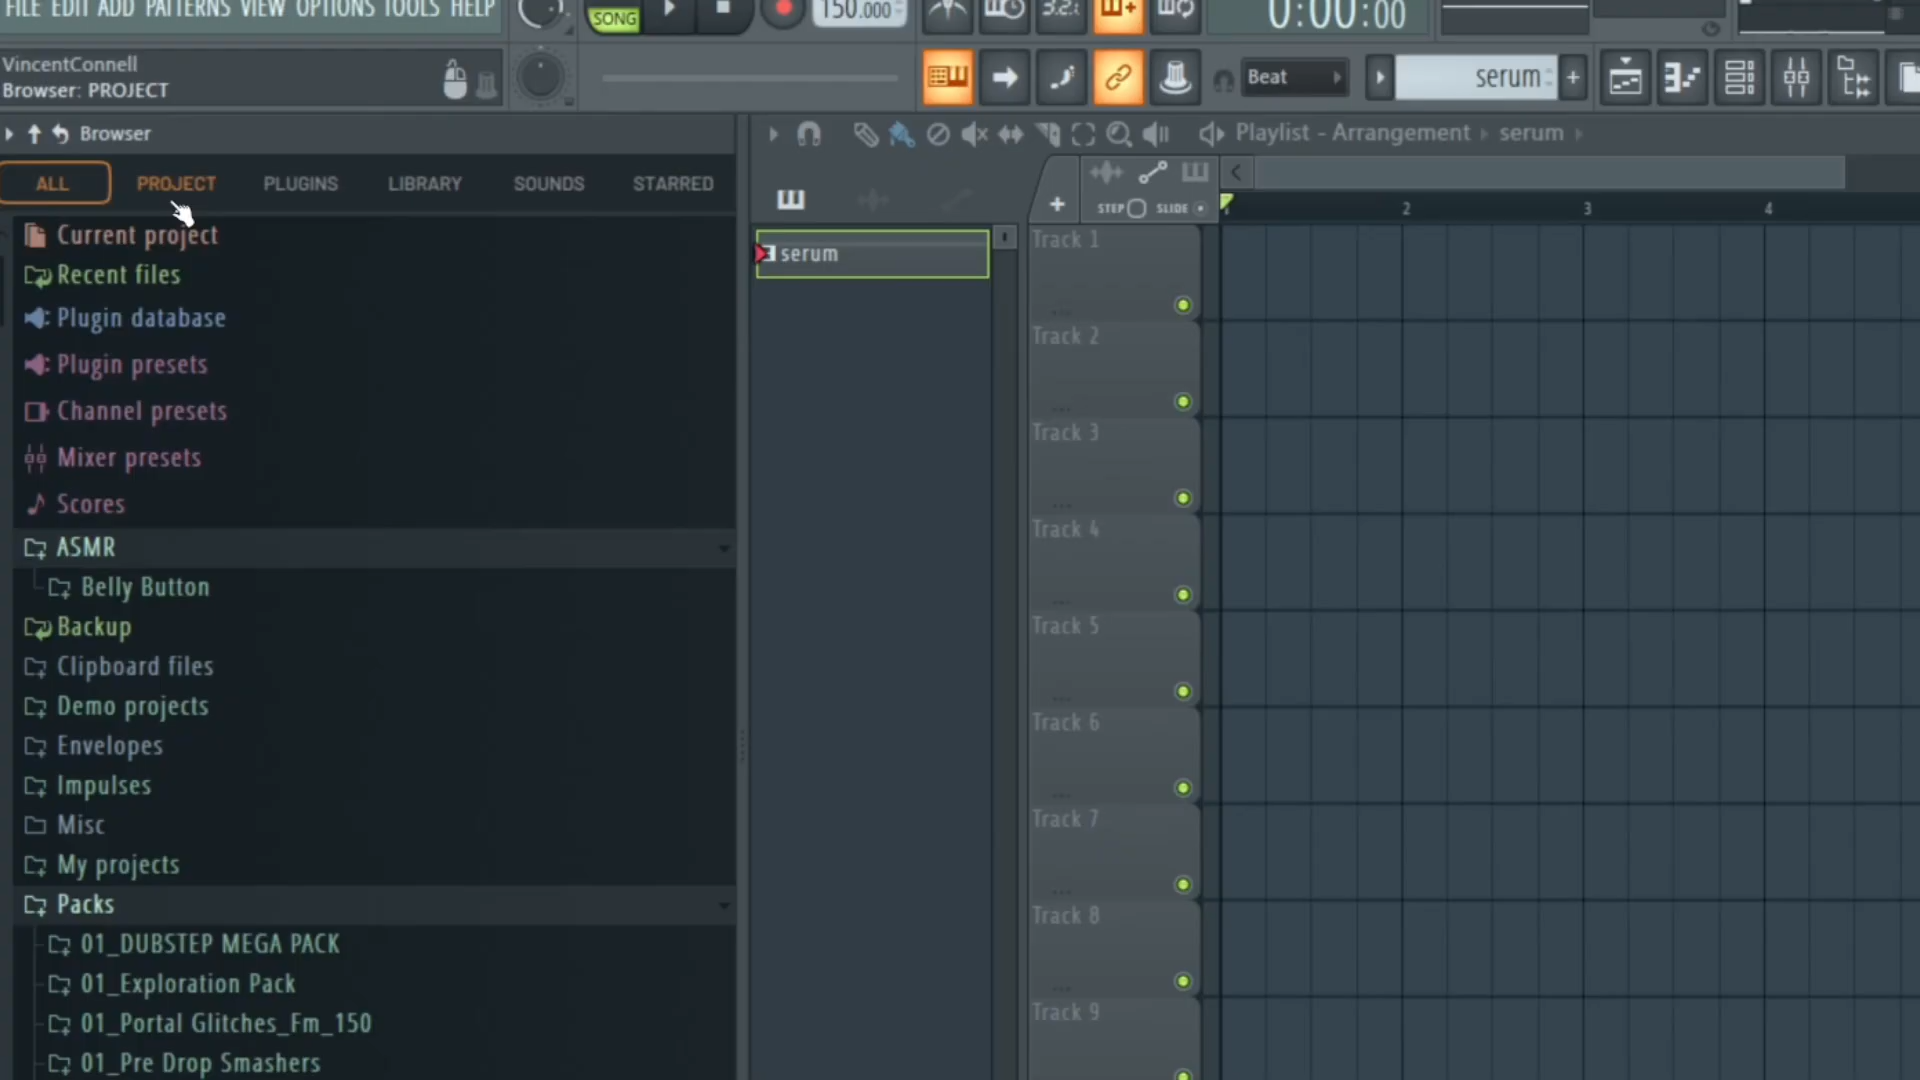 FILE EDIT ADD PATTERNS VIEW OPTIONS TOOLS HELP
SONG
150.000
3.2:
0:00:00
VincentConnell
Browser: PROJECT
Beat
serum
+
Browser
ALL PROJECT PLUGINS LIBRARY SOUNDS STARRED
Current project
Recent files
Plugin database
Plugin presets
Channel presets
Mixer presets
Scores
ASMR
Belly Button
Backup
Clipboard files
Demo projects
Envelopes
Impulses
Misc
My projects
Packs
01_DUBSTEP MEGA PACK
01_Exploration Pack
01_Portal Glitches_Fm_150
01_Pre Drop Smashers
serum
Playlist - Arrangement › serum ›
+
STEP SLIDE
2 3 4
Track 1
Track 2
Track 3
Track 4
Track 5
Track 6
Track 7
Track 8
Track 9